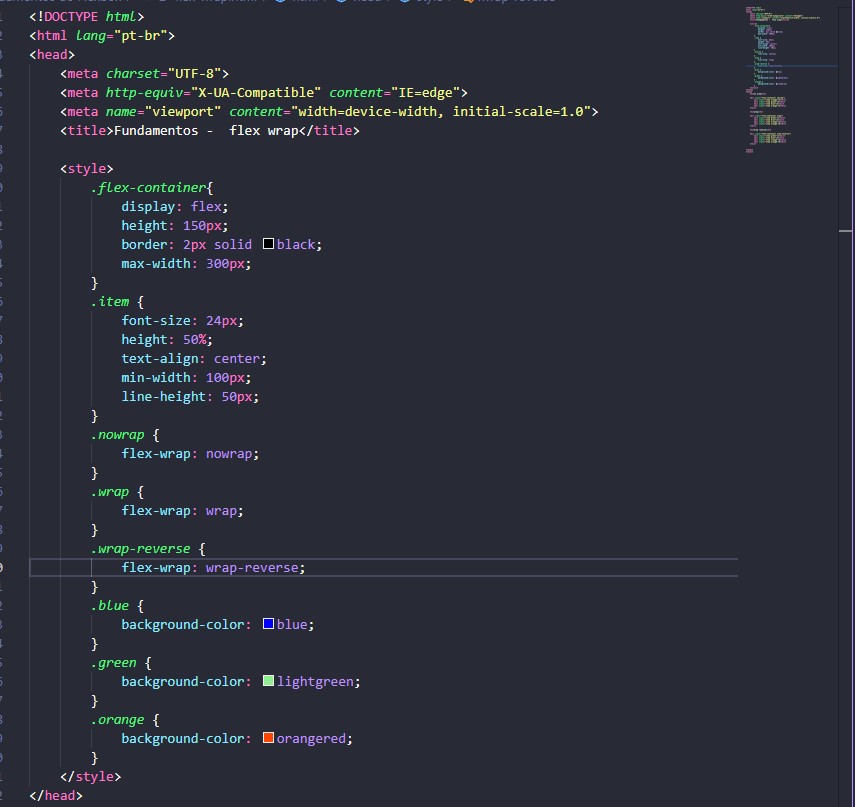 <!DOCTYPE html>
<html lang="pt-br">
<head>
    <meta charset="UTF-8">
    <meta http-equiv="X-UA-Compatible" content="IE=edge">
    <meta name="viewport" content="width=device-width, initial-scale=1.0">
    <title>Fundamentos -  flex wrap</title>
    <style>
        .flex-container{
            display: flex;
            height: 150px;
            border: 2px solid black;
            max-width: 300px;
        }
        .item {
            font-size: 24px;
            height: 50%;
            text-align: center;
            min-width: 100px;
            line-height: 50px;
        }
        .nowrap {
            flex-wrap: nowrap;
        }
        .wrap {
            flex-wrap: wrap;
        }
        .wrap-reverse {
            flex-wrap: wrap-reverse;
        }
        .blue {
            background-color: blue;
        }
        .green {
            background-color: lightgreen;
        }
        .orange {
            background-color: orangered;
        }
    </style>
</head>